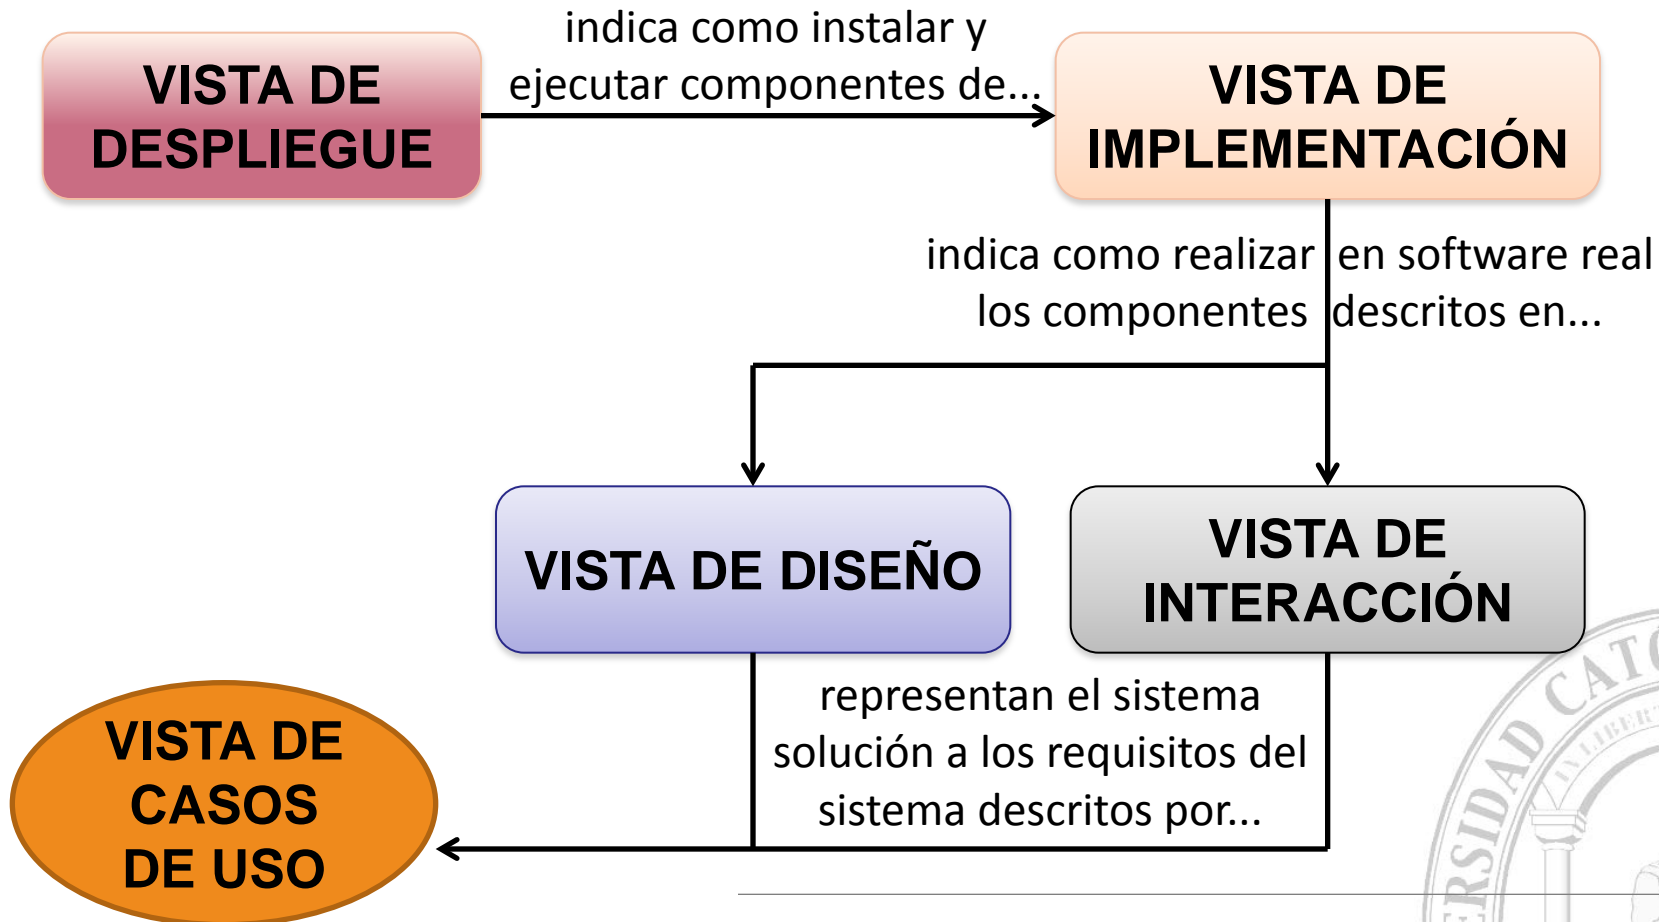 indica como instalar y
ejecutar componentes de...
VISTA DE
DESPLIEGUE
VISTA DE
IMPLEMENTACIÓN
indica como realizar en software real
los componentes descritos en...
VISTA DE DISEÑO
VISTA DE
INTERACCIÓN
representan el sistema
solución a los requisitos del
sistema descritos por...
VISTA DE
CASOS
DE USO